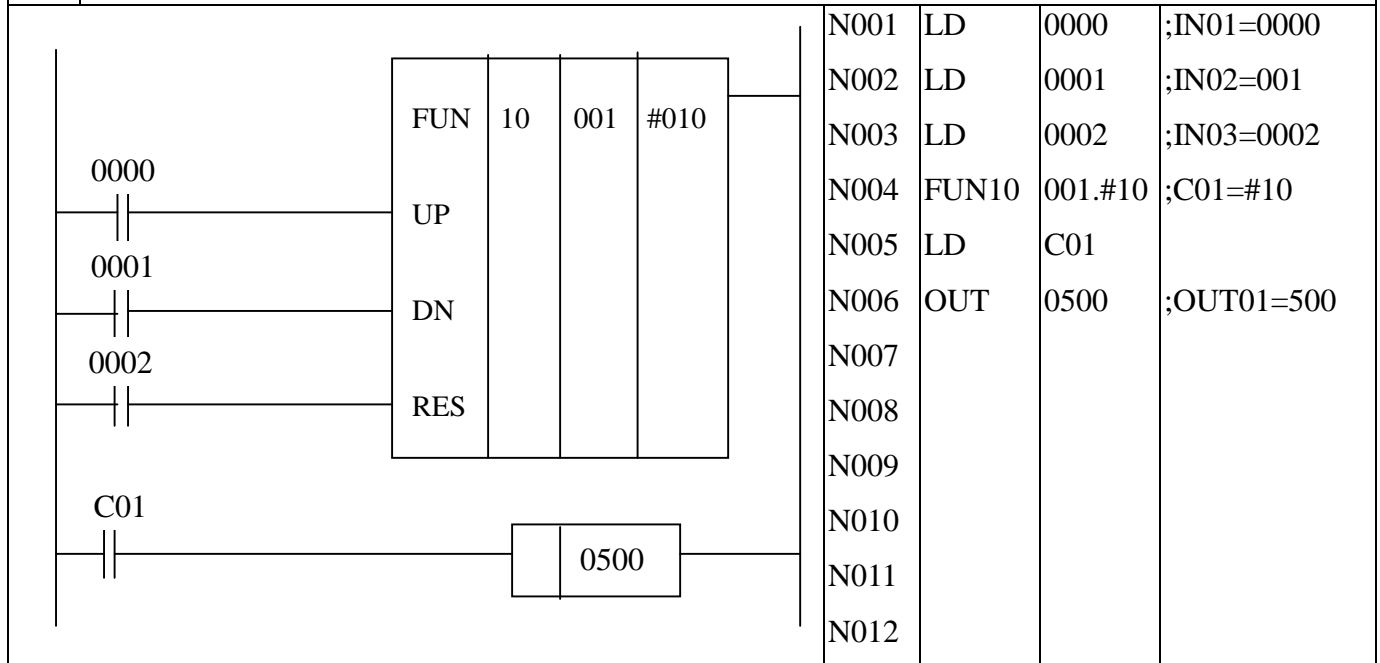 FUN 10 001 #010
0000
UP
0001
DN
0002
RES
C01
0500
N001 LD 0000 ;IN01=0000
N002 LD 0001 ;IN02=001
N003 LD 0002 ;IN03=0002
N004 FUN10 001.#10 ;C01=#10
N005 LD C01
N006 OUT 0500 ;OUT01=500
N007
N008
N009
N010
N011
N012